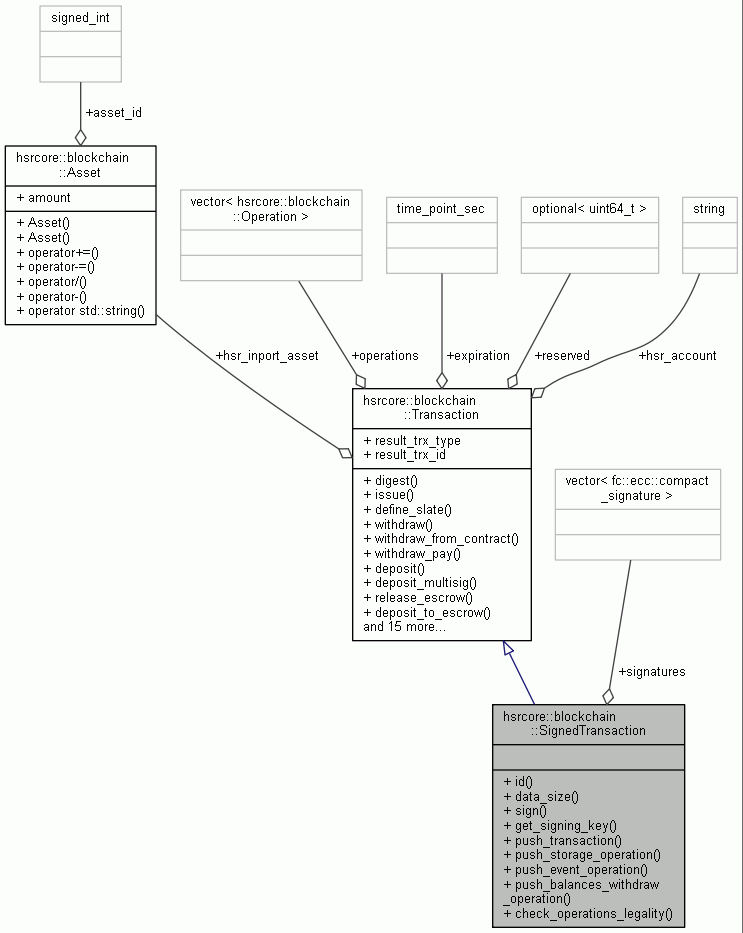 signed_int
+asset_id
hsrcore::blockchain
::Asset
+ amount
+ Asset()
+ Asset()
+ operator+=()
+ operator-=()
+ operator/()
+ operator-()
+ operator std::string()
vector< hsrcore::blockchain
::Operation >
time_point_sec
optional< uint64_t >
string
+hsr_inport_asset
+operations
+expiration
+reserved
+hsr_account
hsrcore::blockchain
::Transaction
+ result_trx_type
+ result_trx_id
+ digest()
+ issue()
+ define_slate()
+ withdraw()
+ withdraw_from_contract()
+ withdraw_pay()
+ deposit()
+ deposit_multisig()
+ release_escrow()
+ deposit_to_escrow()
and 15 more...
vector< fc::ecc::compact
_signature >
+signatures
hsrcore::blockchain
::SignedTransaction
+ id()
+ data_size()
+ sign()
+ get_signing_key()
+ push_transaction()
+ push_storage_operation()
+ push_event_operation()
+ push_balances_withdraw
_operation()
+ check_operations_legality()